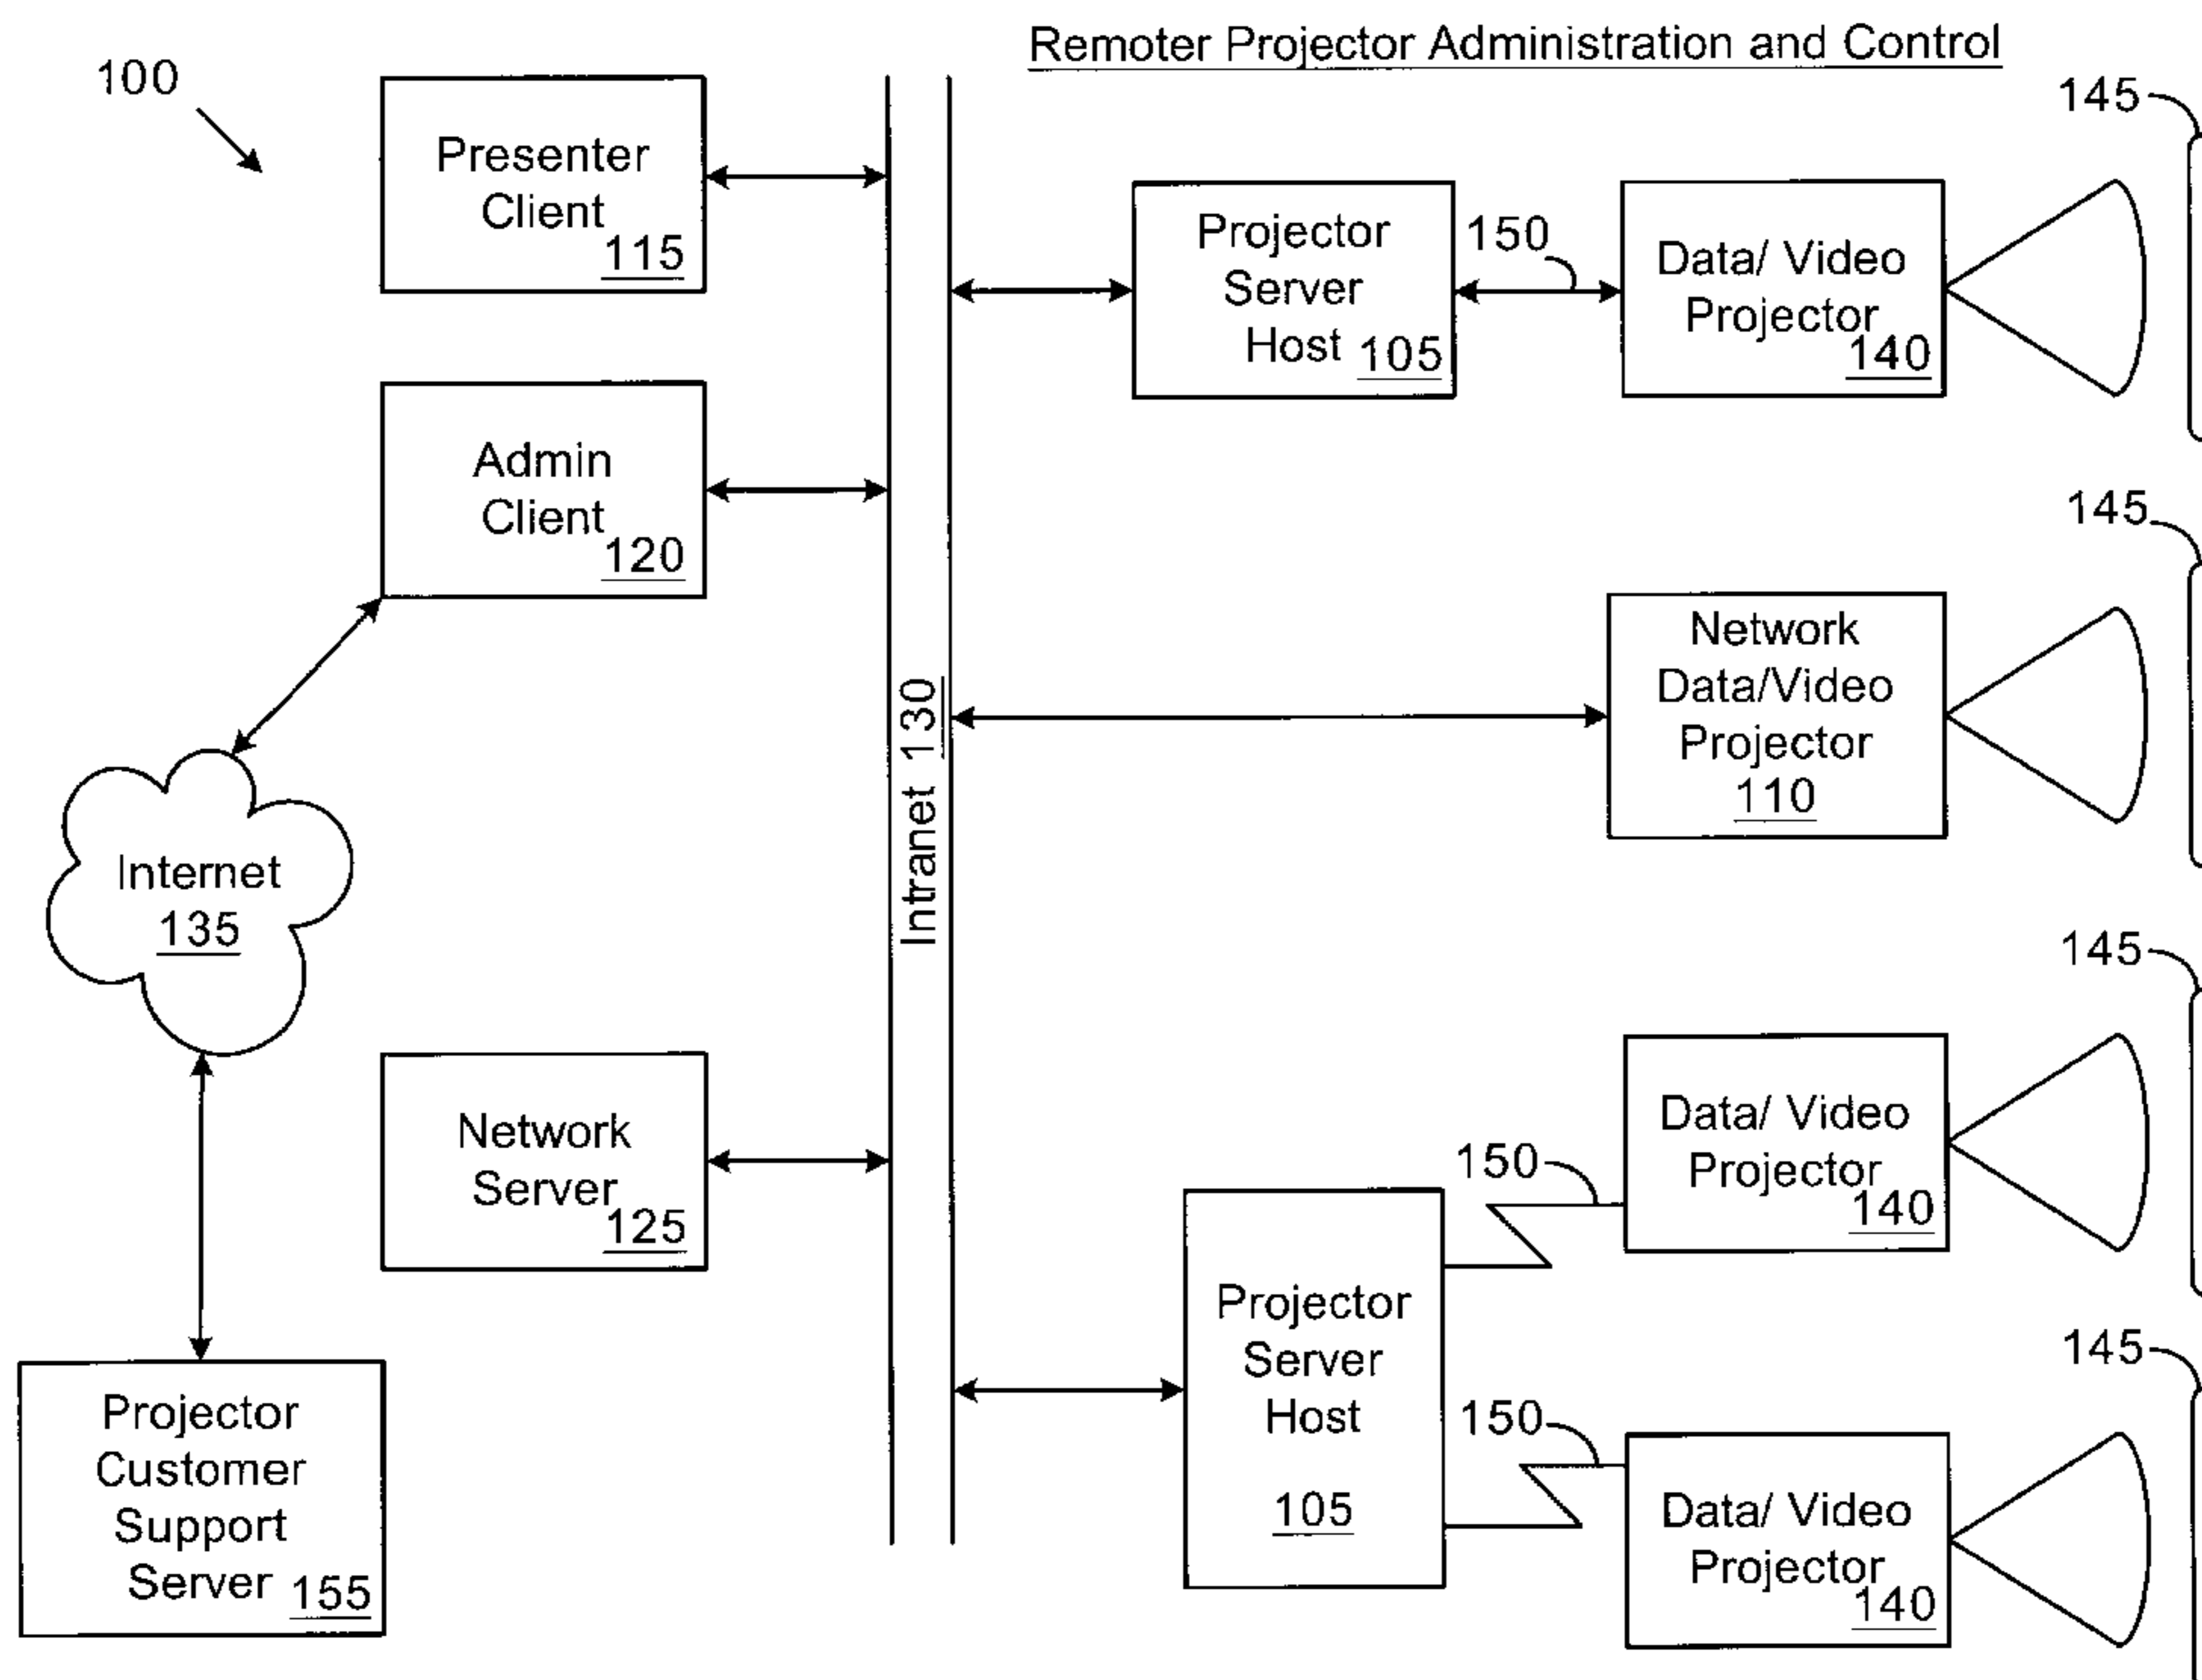 Remoter Projector Administration and Control
100
Presenter
Client
115
Admin
Client
120
Internet
135
Network
Server
125
Projector
Customer
Support
Server 155
Intranet 130
Projector
Server
Host 105
150
Data/ Video
Projector
140
145
Network
Data/Video
Projector
110
145
Projector
Server
Host
105
150
Data/ Video
Projector
140
145
150
Data/ Video
Projector
140
145